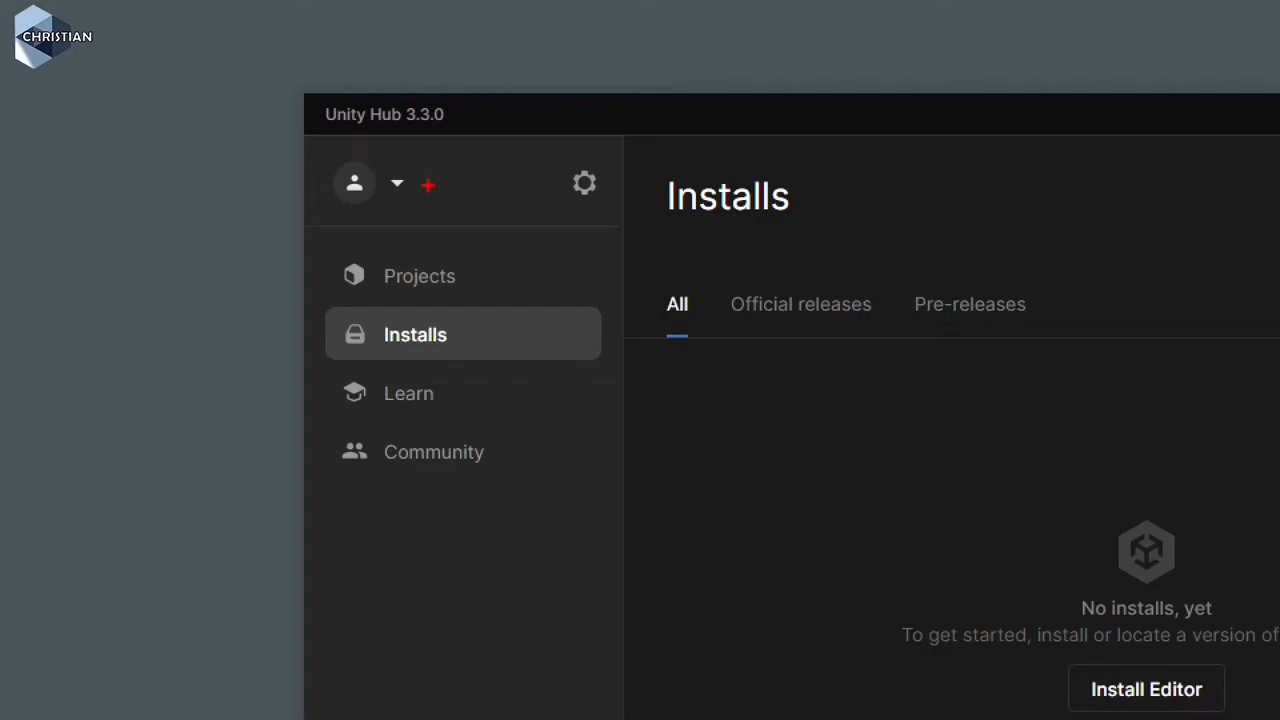 CHRISTIAN
Unity Hub 3.3.0
Installs
Projects
Installs
Learn
Community
All
Official releases
Pre-releases
No installs, yet
To get started, install or locate a version of
Install Editor